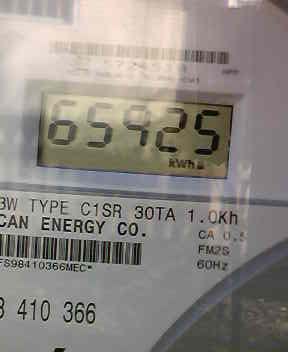 65925
kWh
3W TYPE C1SR 30TA 1.0Kh
CAN ENERGY CO.
CA 0.5
FM2S
60Hz
FS98410366MEC*
410 366